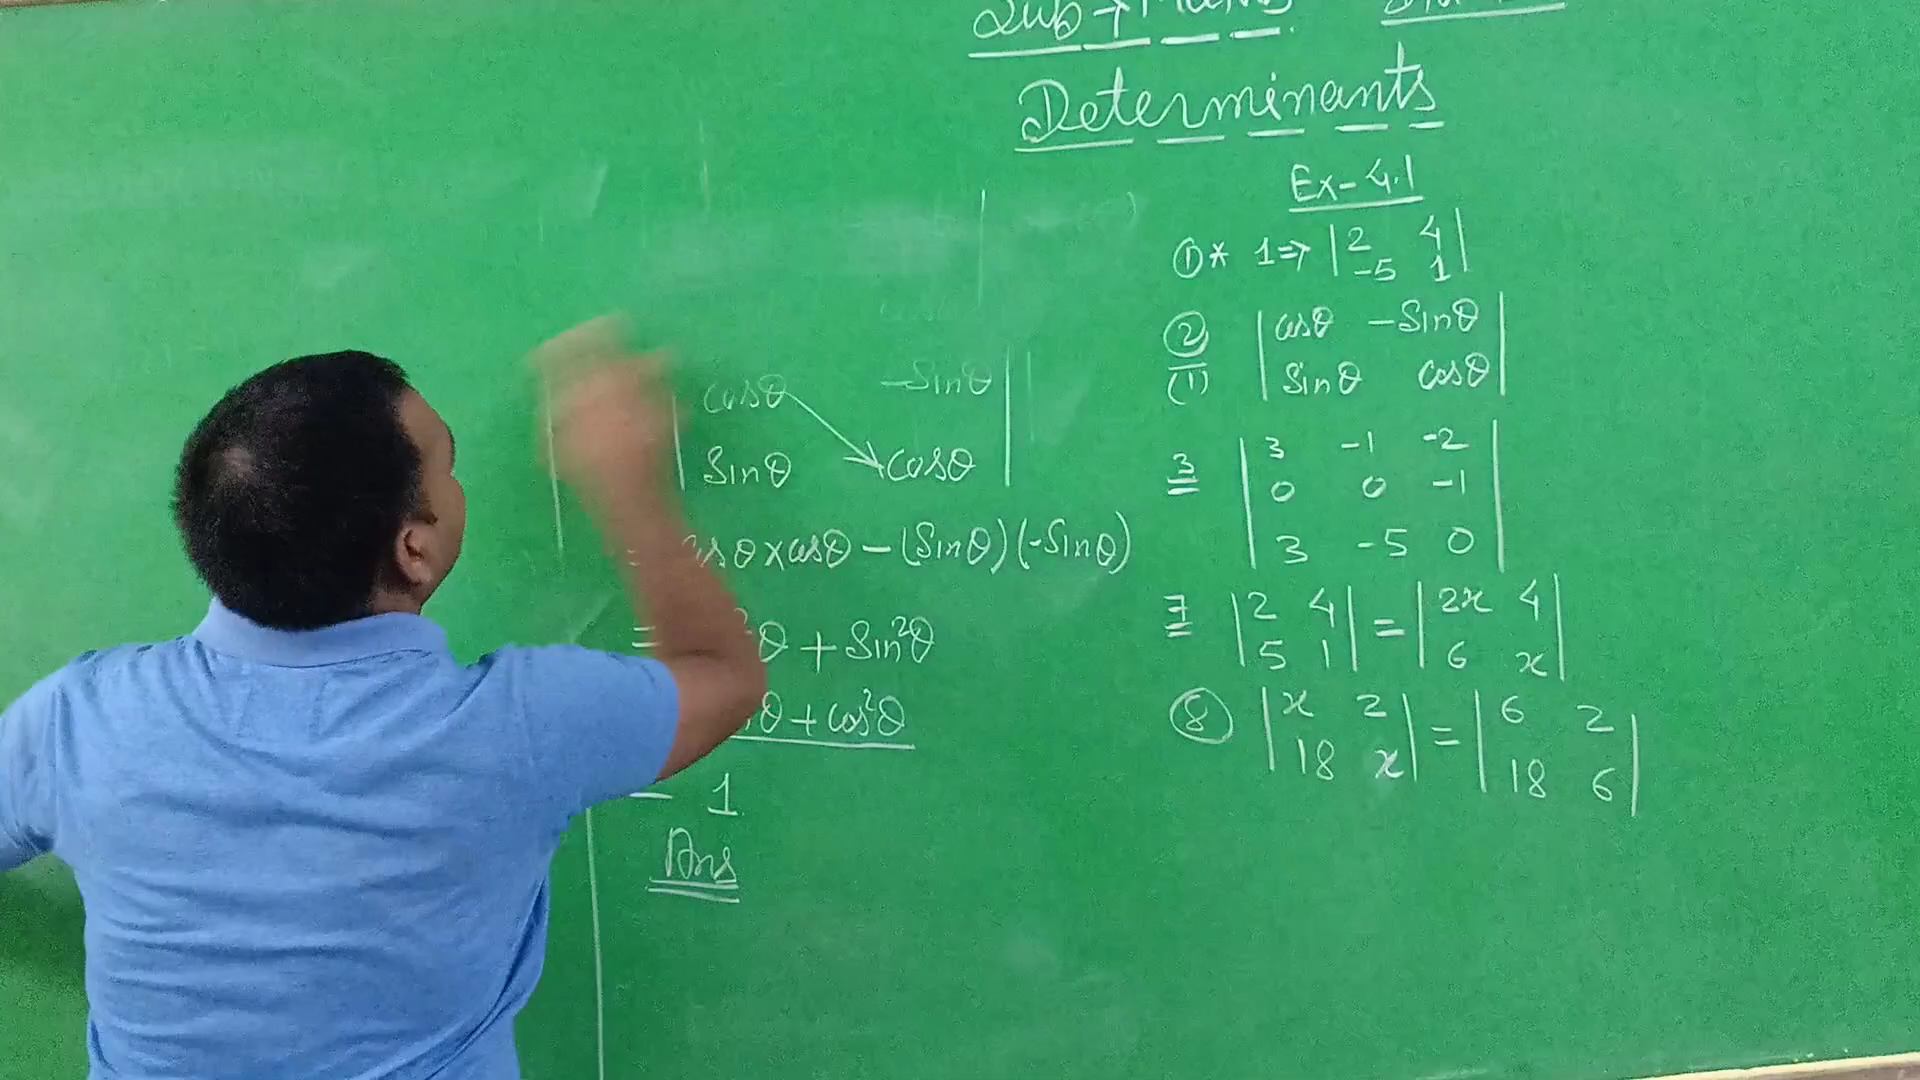 Sub → Maths
Determinants
Ex- 4.1
① * 1 ⇒ | 2 4 |
| -5 1 |
② | cosθ -Sinθ |
(1) | Sinθ cosθ |
3 | 3 -1 -2 |
| 0 0 -1 |
| 3 -5 0 |
7 | 2 4 | = | 2x 4 |
| 5 1 | | 6 x |
⑧ | x 2 | = | 6 2 |
| 18 x | | 18 6 |
| cosθ -Sinθ |
| Sinθ cosθ |
= cosθ x cosθ - (Sinθ)(-Sinθ)
= ²θ + Sin²θ
θ + cos²θ
= 1
Ans